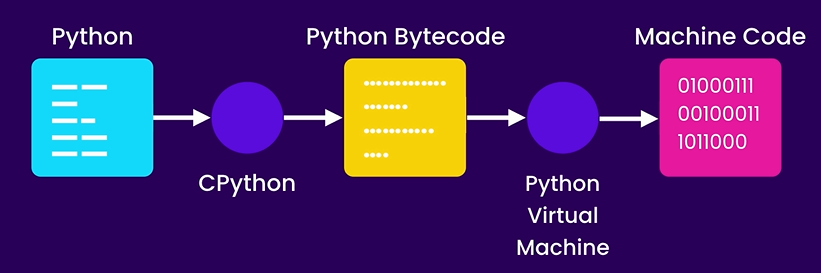 Python
CPython
Python Bytecode
Python
Virtual
Machine
Machine Code
01000111
00100011
1011000